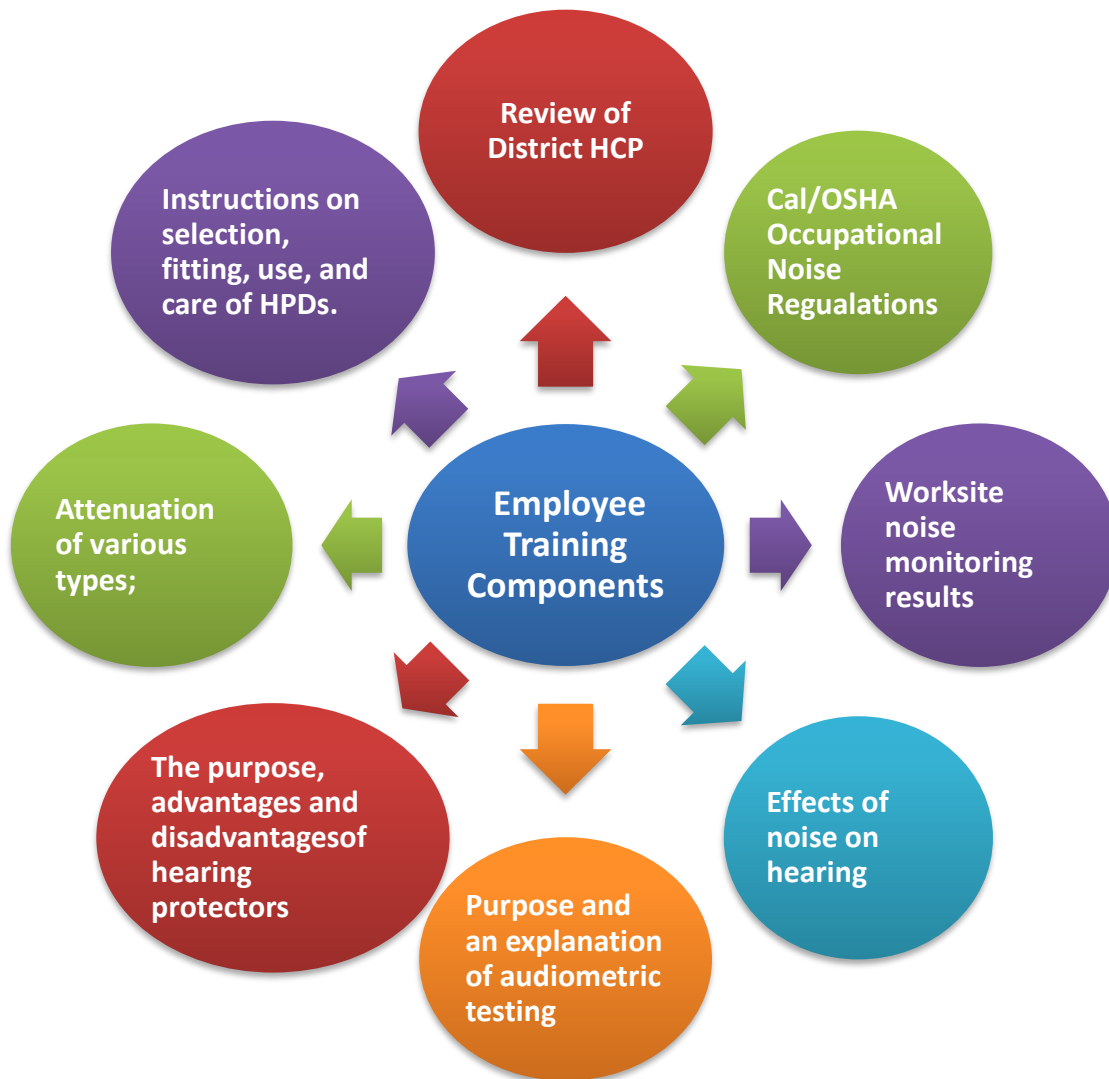 Review of
District HCP
Cal/OSHA
Occupational
Noise
Regualations
Worksite
noise
monitoring
results
Effects of
noise on
hearing
Purpose and
an explanation
of audiometric
testing
The purpose,
advantages and
disadvantagesof
hearing
protectors
Attenuation
of various
types;
Instructions on
selection,
fitting, use, and
care of HPDs.
Employee
Training
Components